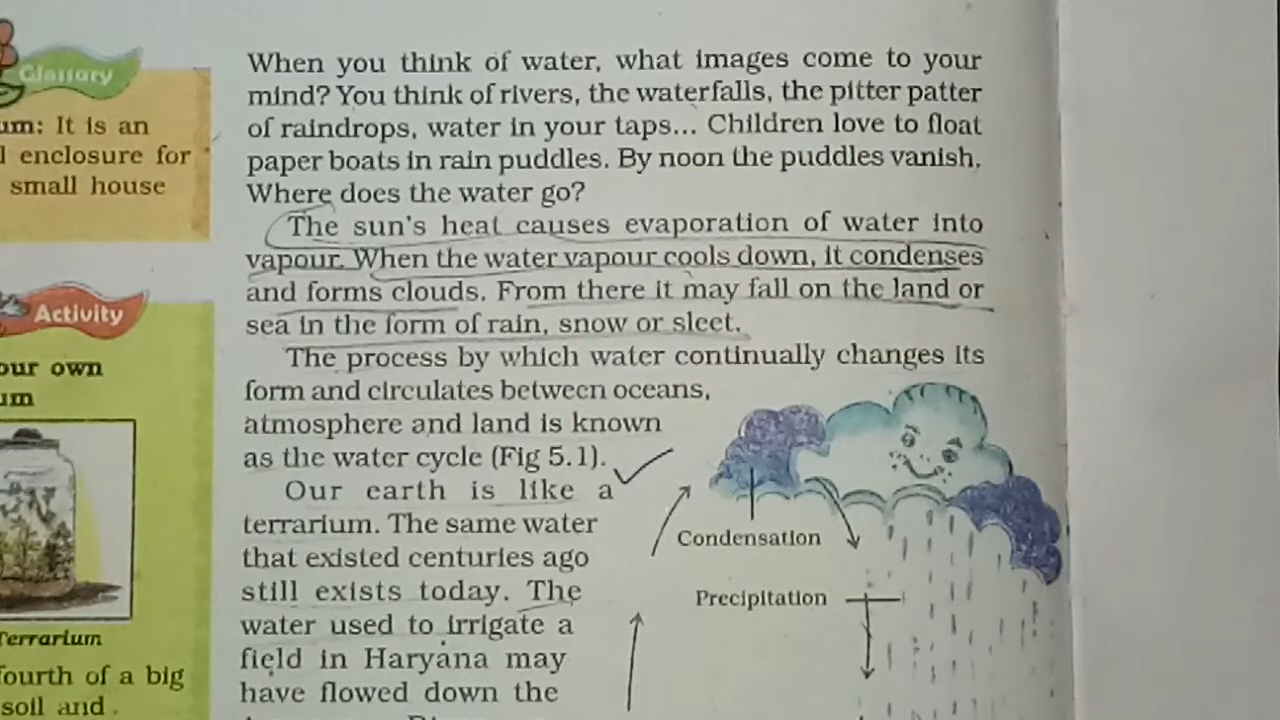 Glossary
um: It is an
l enclosure for
small house
Activity
our own
um
Terrarium
fourth of a big
soil and
When you think of water, what images come to your
mind? You think of rivers, the waterfalls, the pitter patter
of raindrops, water in your taps... Children love to float
paper boats in rain puddles. By noon the puddles vanish.
Where does the water go?
The sun's heat causes evaporation of water into
vapour. When the water vapour cools down, it condenses
and forms clouds. From there it may fall on the land or
sea in the form of rain, snow or sleet.
The process by which water continually changes its
form and circulates between oceans,
atmosphere and land is known
as the water cycle (Fig 5.1).
Our earth is like a
terrarium. The same water
that existed centuries ago
still exists today. The
water used to irrigate a
field in Haryana may
have flowed down the
Condensation
Precipitation